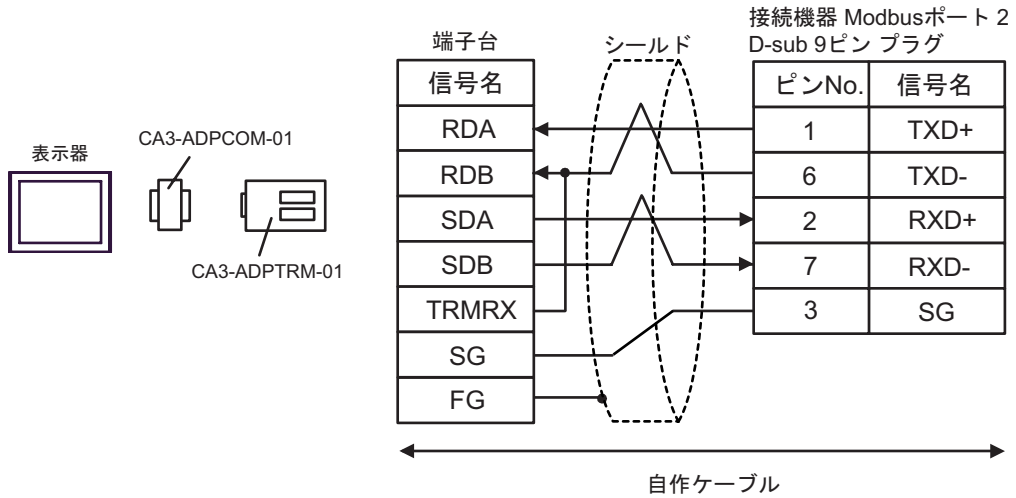 表示器
CA3-ADPCOM-01
CA3-ADPTRM-01
端子台
信号名
RDA
RDB
SDA
SDB
TRMRX
SG
FG
シールド
接続機器 Modbusポート 2
D-sub 9ピン プラグ
ピンNo. 信号名
1 TXD+
6 TXD-
2 RXD+
7 RXD-
3 SG
自作ケーブル